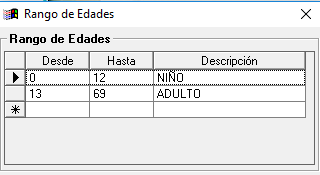 Rango de Edades
Rango de Edades
Desde Hasta Descripción
0 12 NIÑO
13 69 ADULTO